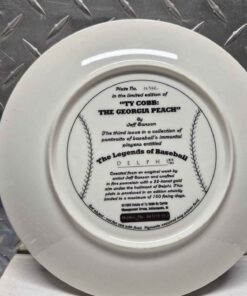 Plate No.
in the limited edition of
"TY COBB:
THE GEORGIA PEACH"
By
Jeff Barson
The third issue in a collection of
portraits of baseball's immortal
players entitled
The Legends of Baseball
DELPHI
Created from an original work by
artist Jeff Barson and crafted
in fine porcelain with a 22-karat gold
rim under the hallmark of Delphi. This
plate is produced in an edition strictly
limited to a maximum of 150 firing days.